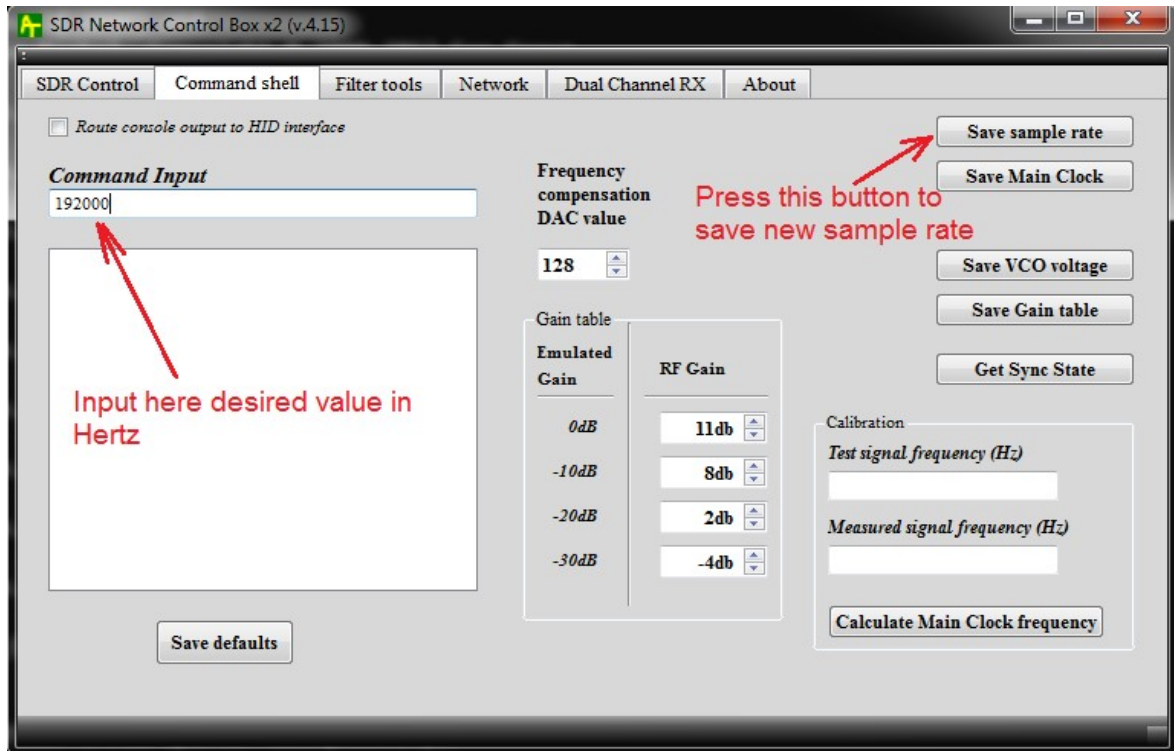 SDR Network Control Box x2 (v.4.15)
SDR Control
Command shell
Filter tools
Network
Dual Channel RX
About
Route console output to HID interface
Command Input
192000
Input here desired value in
Hertz
Save defaults
Frequency
compensation
DAC value
128
Gain table
Emulated
Gain
RF Gain
0dB
11db
-10dB
8db
-20dB
2db
-30dB
-4db
Press this button to
save new sample rate
Save sample rate
Save Main Clock
Save VCO voltage
Save Gain table
Get Sync State
Calibration
Test signal frequency (Hz)
Measured signal frequency (Hz)
Calculate Main Clock frequency